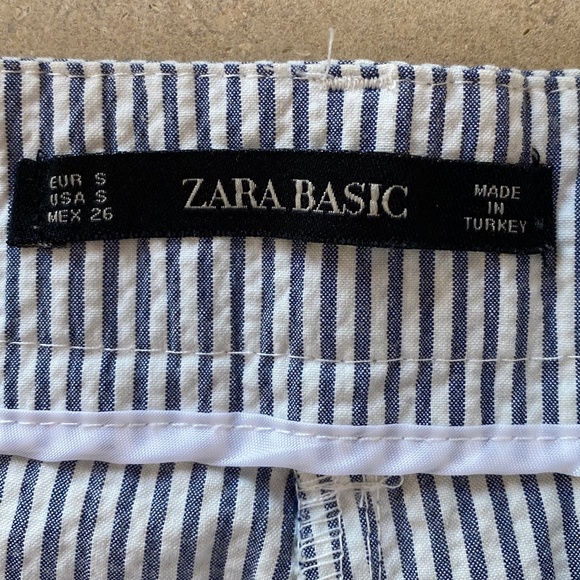 EUR S
USA S
MEX 26
ZARA BASIC
MADE
IN
TURKEY